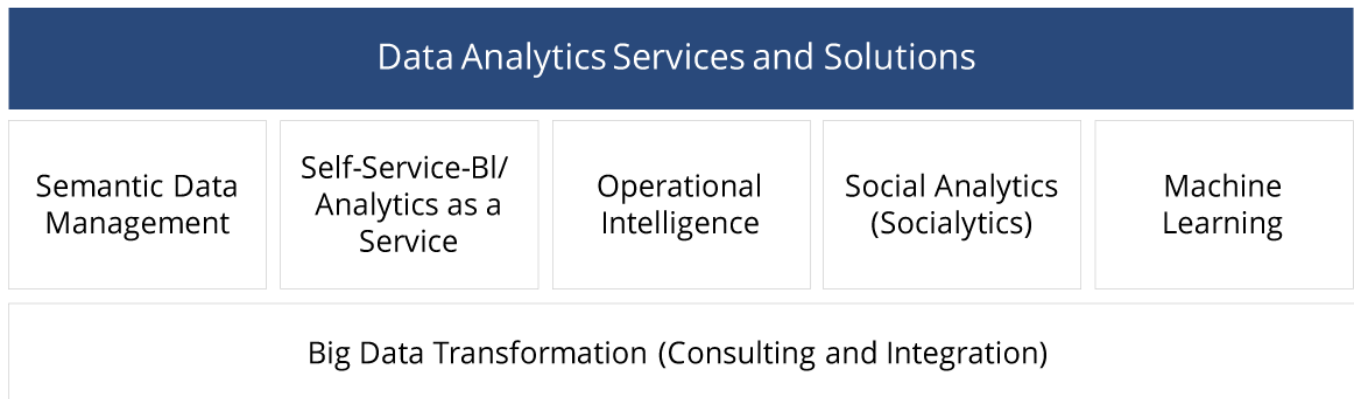 Data Analytics Services and Solutions
Semantic Data
Management
Self-Service-BI/
Analytics as a
Service
Operational
Intelligence
Social Analytics
(Socialytics)
Machine
Learning
Big Data Transformation (Consulting and Integration)